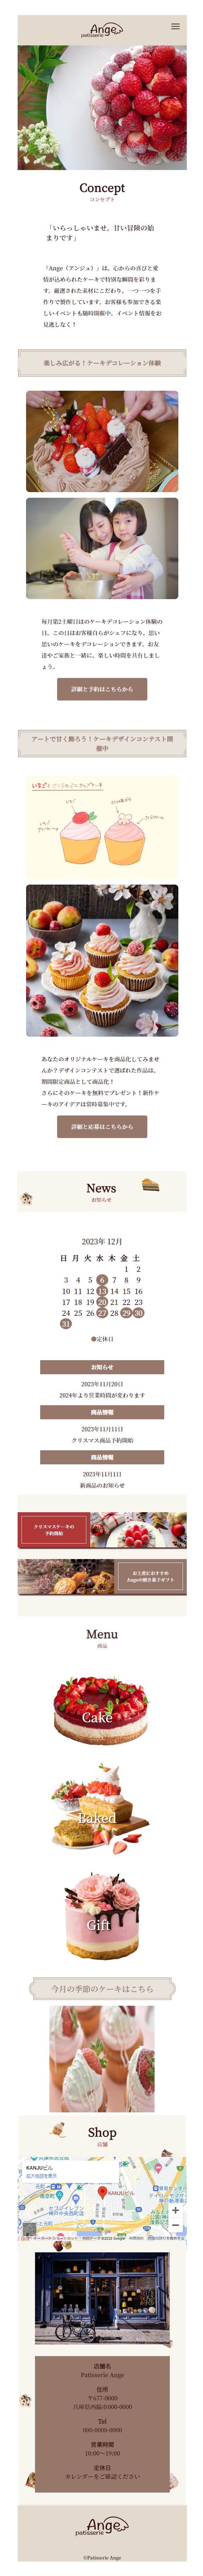 Ange
patisserie
Concept
コンセプト
「いらっしゃいませ。甘い冒険の始
まりです」
「Ange（アンジュ）」は、心からの喜びと愛
情が込められたケーキで特別な瞬間を彩りま
す。厳選された素材にこだわり、一つ一つを手
作りで製作しています。お客様も参加できる楽
しいイベントも随時開催中。イベント情報をお
見逃しなく！
楽しみ広がる！ケーキデコレーション体験
毎月第2土曜日はのケーキデコレーション体験の
日。この日はお客様自らがシェフになり、思い
思いのケーキをデコレーションできます。お友
達やご家族と一緒に、楽しい時間を共有しまし
ょう。
詳細と予約はこちらから
アートで甘く飾ろう！ケーキデザインコンテスト開
催中
いちご
いちご
あなたのオリジナルケーキを商品化してみませ
んか？デザインコンテストで選ばれた作品は、
期間限定商品として商品化！
さらにそのケーキを無料でプレゼント！新作ケ
ーキのアイデアは常時募集中です。
詳細と応募はこちらから
News
お知らせ
2023年 12月
日 月 火 水 木 金 土
1 2
3 4 5 6 7 8 9
10 11 12 13 14 15 16
17 18 19 20 21 22 23
24 25 26 27 28 29 30
31
●定休日
お知らせ
2023年11月20日
2024年より営業時間が変わります
商品情報
2023年11月11日
クリスマス商品予約開始
商品情報
2023年11月1日
新商品のお知らせ
クリスマスケーキの
予約開始
お土産におすすめ
Angeの焼き菓子ギフト
Menu
商品
Cake
Baked
Gift
今月の季節のケーキはこちら
Shop
店舗
KANJUビル
拡大地図を表示
KANJUビル
店舗名
Patisserie Ange
住所
〒677-0000
兵庫県西脇市000-0000
Tel
000-0000-0000
営業時間
10:00～19:00
定休日
カレンダーをご確認ください
Ange
patisserie
©Patisserie Ange